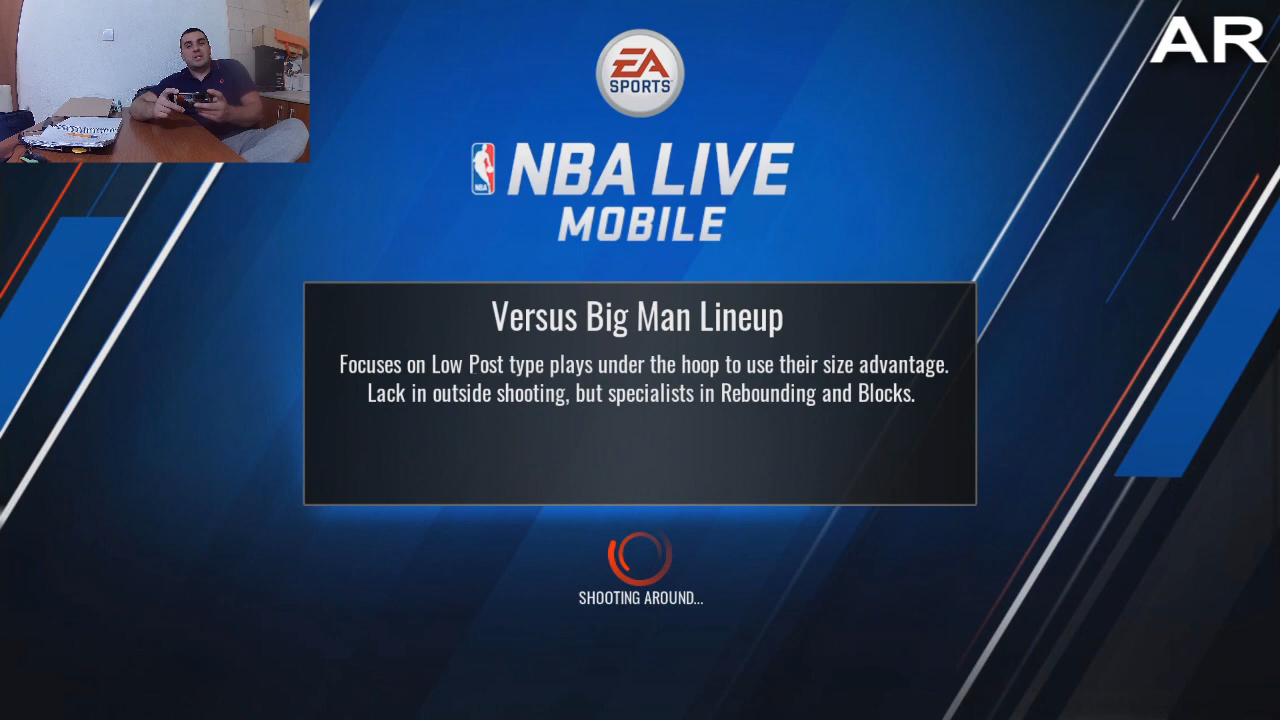 AR
EA
SPORTS
NBA
NBA LIVE
MOBILE
Versus Big Man Lineup
Focuses on Low Post type plays under the hoop to use their size advantage.
Lack in outside shooting, but specialists in Rebounding and Blocks.
SHOOTING AROUND...